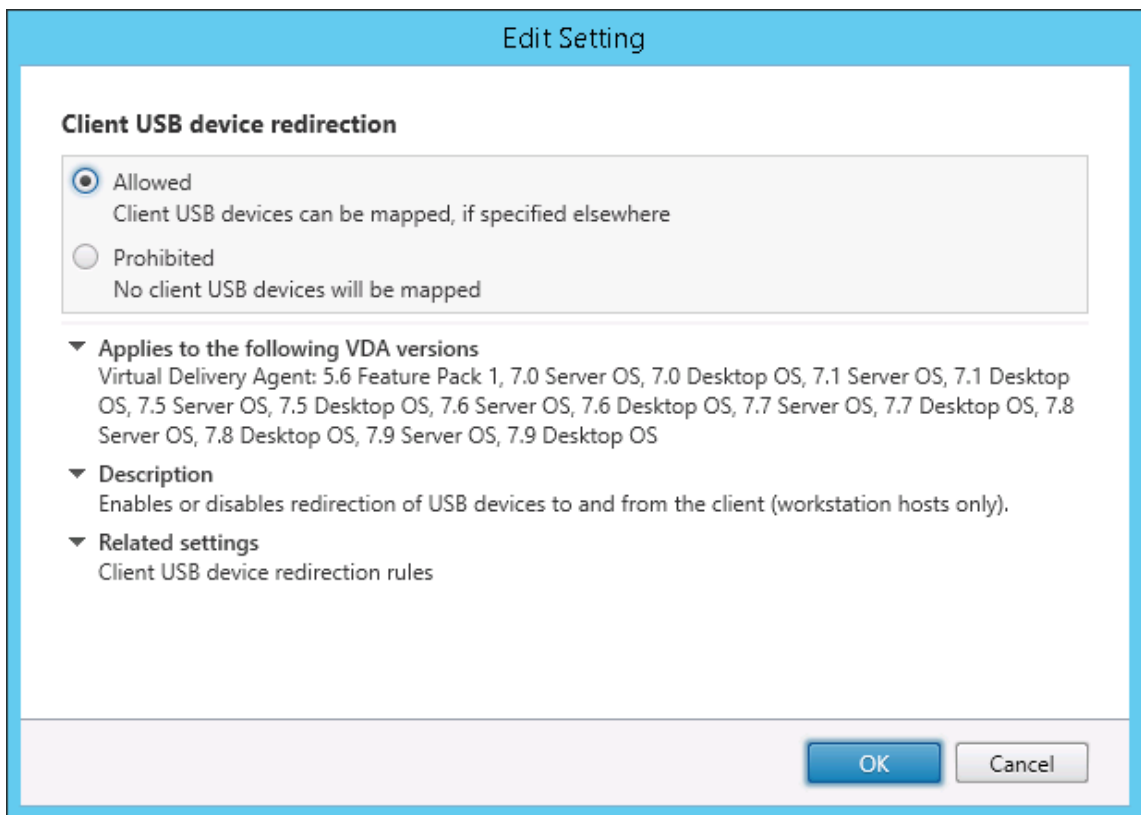 Edit Setting
Client USB device redirection
Allowed
Client USB devices can be mapped, if specified elsewhere
Prohibited
No client USB devices will be mapped
Applies to the following VDA versions
Virtual Delivery Agent: 5.6 Feature Pack 1, 7.0 Server OS, 7.0 Desktop OS, 7.1 Server OS, 7.1 Desktop
OS, 7.5 Server OS, 7.5 Desktop OS, 7.6 Server OS, 7.6 Desktop OS, 7.7 Server OS, 7.7 Desktop OS, 7.8
Server OS, 7.8 Desktop OS, 7.9 Server OS, 7.9 Desktop OS
Description
Enables or disables redirection of USB devices to and from the client (workstation hosts only).
Related settings
Client USB device redirection rules
OK Cancel